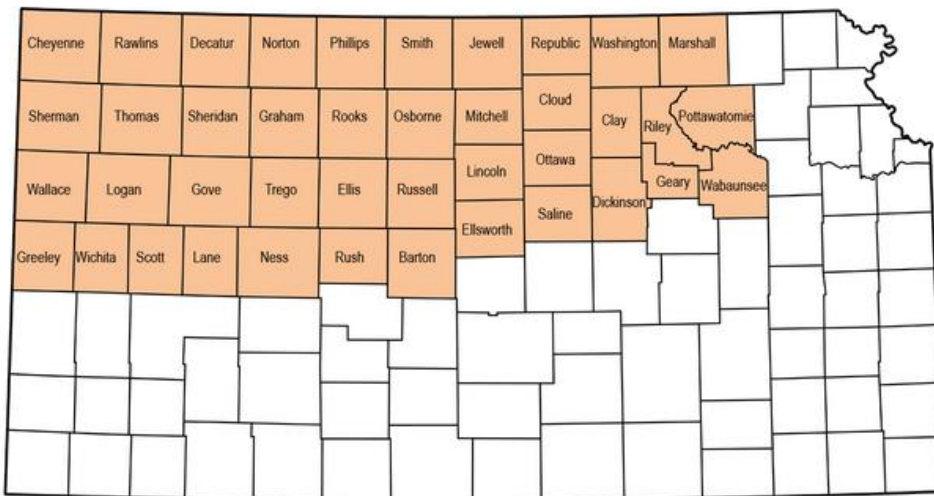 Cheyenne
Rawlins
Decatur
Norton
Phillips
Smith
Jewell
Republic
Washington
Marshall
Sherman
Thomas
Sheridan
Graham
Rooks
Osborne
Mitchell
Cloud
Clay
Riley
Pottawatomie
Wallace
Logan
Gove
Trego
Ellis
Russell
Lincoln
Ottawa
Geary
Wabaunsee
Ellsworth
Saline
Dickinson
Greeley
Wichita
Scott
Lane
Ness
Rush
Barton